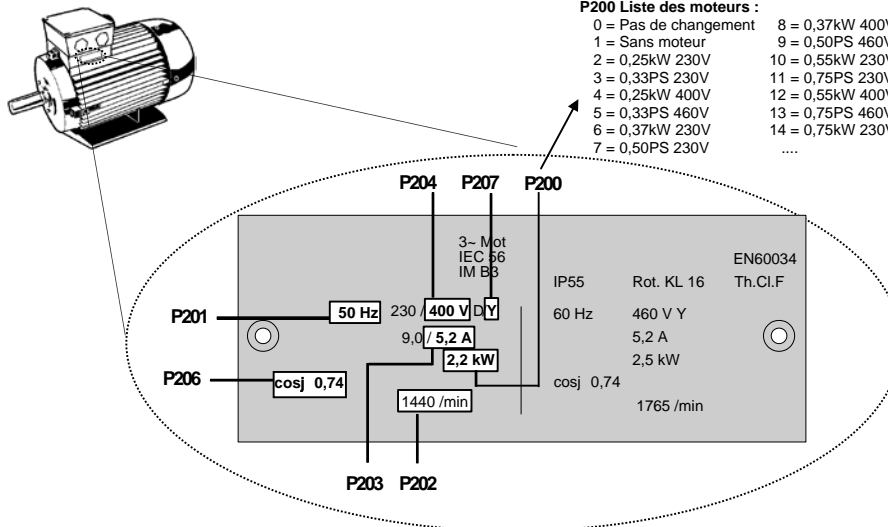 P200 Liste des moteurs :
0 = Pas de changement 8 = 0,37kW 400V
1 = Sans moteur 9 = 0,50PS 460V
2 = 0,25kW 230V 10 = 0,55kW 230V
3 = 0,33PS 230V 11 = 0,75PS 230V
4 = 0,25kW 400V 12 = 0,55kW 400V
5 = 0,33PS 460V 13 = 0,75PS 460V
6 = 0,37kW 230V 14 = 0,75kW 230V
7 = 0,50PS 230V ....
P204 P207 P200
3~ Mot
IEC 56
IM B3
EN60034
IP55 Rot. KL 16 Th.Cl.F
P201 50 Hz 230 / 400 V D Y 60 Hz 460 V Y
9,0 / 5,2 A 5,2 A
2,2 kW 2,5 kW
P206 cosj 0,74 cosj 0,74
1440 /min 1765 /min
P203 P202